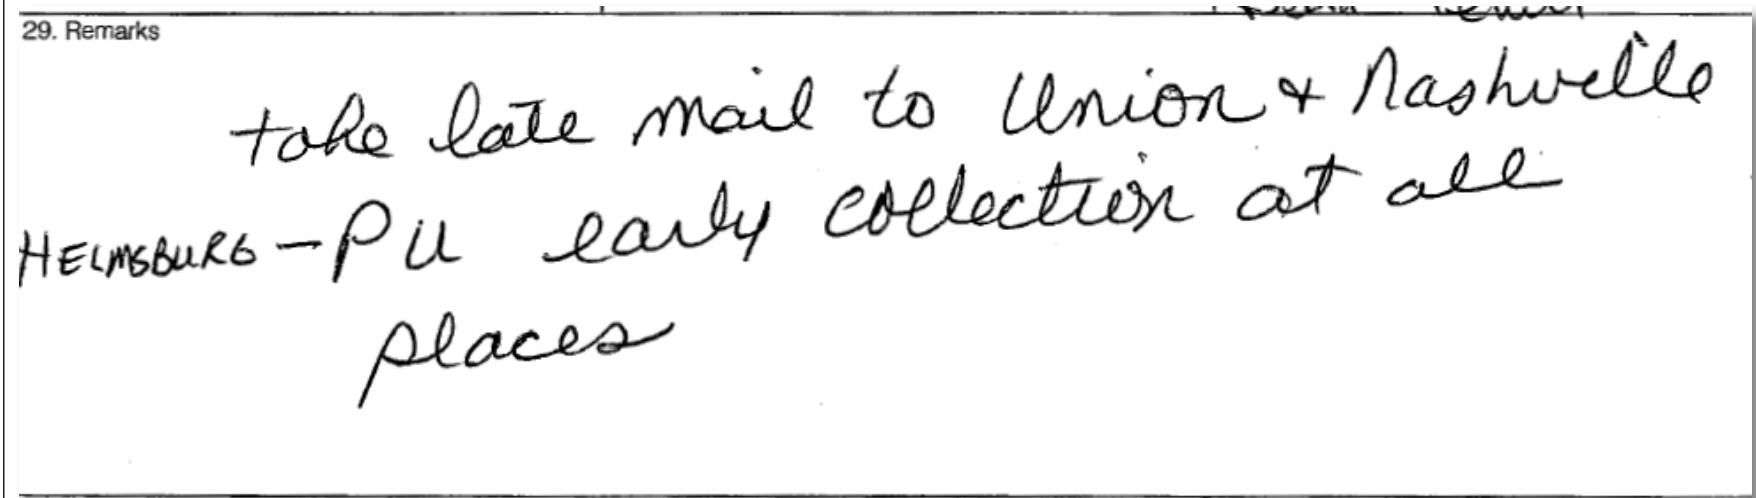 29. Remarks
take late mail to Union & Nashville
HELMSBURG - PU early collection at all
places